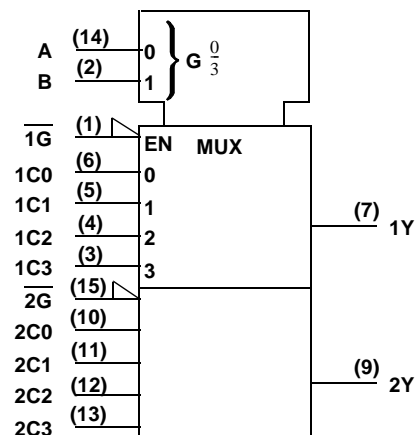 A (14) 0 G 0/3
B (2) 1
1G (1) EN MUX
1C0 (6) 0
1C1 (5) 1
1C2 (4) 2
1C3 (3) 3
(7) 1Y
2G (15)
2C0 (10)
2C1 (11)
2C2 (12)
2C3 (13)
(9) 2Y